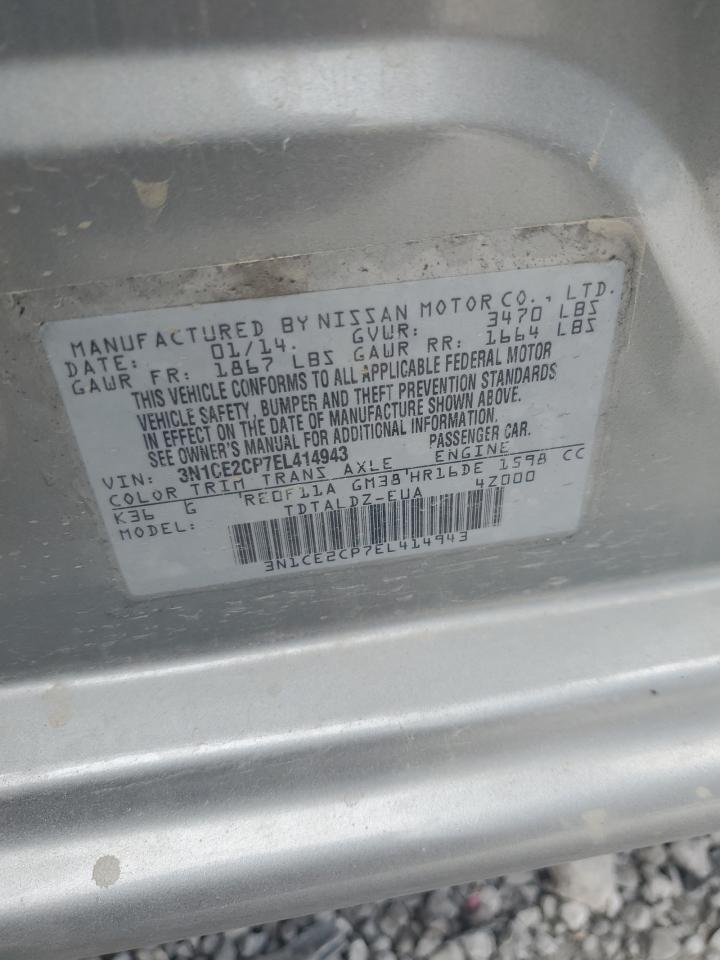 MANUFACTURED BY NISSAN MOTOR CO., LTD.
DATE: 01/14. GVWR: 3470 LBS
GAWR FR: 1867 LBS GAWR RR: 1664 LBS
THIS VEHICLE CONFORMS TO ALL APPLICABLE FEDERAL MOTOR
VEHICLE SAFETY, BUMPER AND THEFT PREVENTION STANDARDS
IN EFFECT ON THE DATE OF MANUFACTURE SHOWN ABOVE.
SEE OWNER'S MANUAL FOR ADDITIONAL INFORMATION.
VIN: 3N1CE2CP7EL414943 PASSENGER CAR.
COLOR TRIM TRANS AXLE ENGINE
K36 G RE0F11A GM38 HR16DE 1598 CC
MODEL: TDTALDZ-EUA 4Z000
3N1CE2CP7EL414943